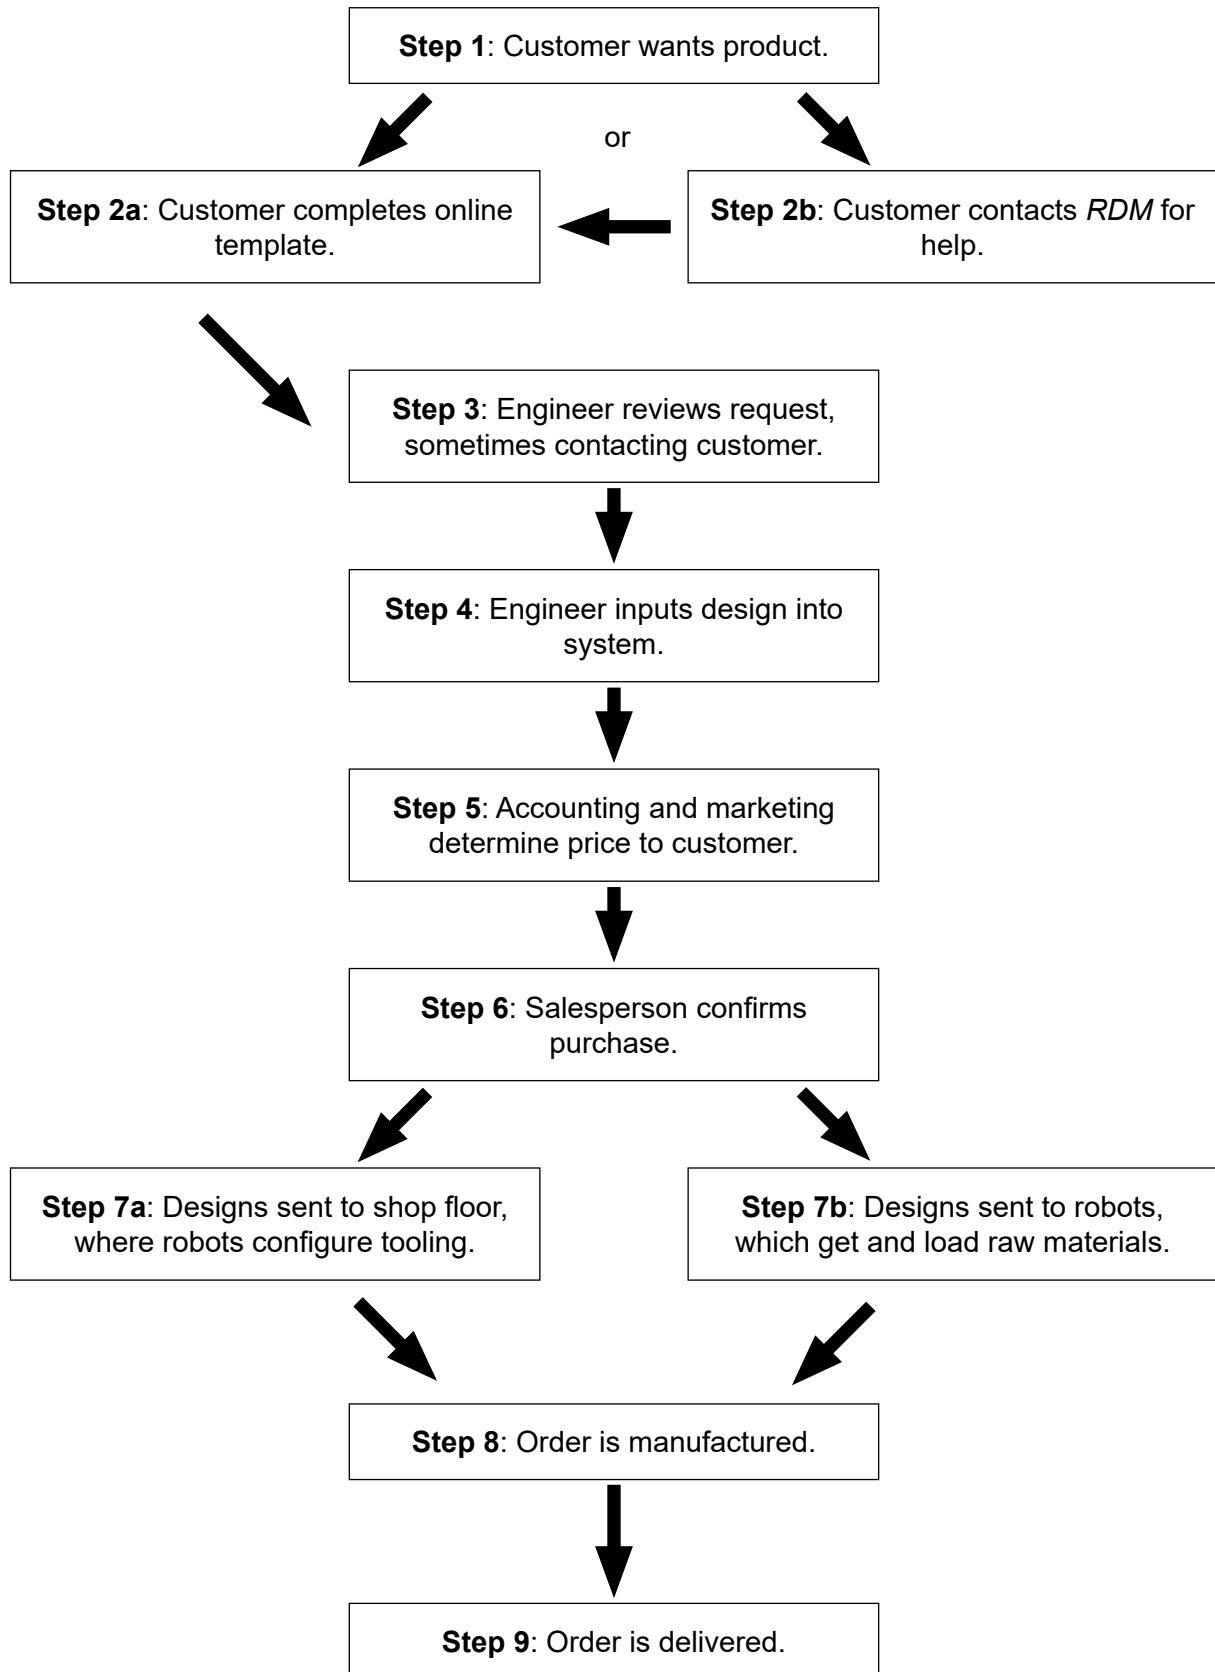 Step 1: Customer wants product.
or
Step 2a: Customer completes online
template.
Step 2b: Customer contacts RDM for
help.
Step 3: Engineer reviews request,
sometimes contacting customer.
Step 4: Engineer inputs design into
system.
Step 5: Accounting and marketing
determine price to customer.
Step 6: Salesperson confirms
purchase.
Step 7a: Designs sent to shop floor,
where robots configure tooling.
Step 7b: Designs sent to robots,
which get and load raw materials.
Step 8: Order is manufactured.
Step 9: Order is delivered.